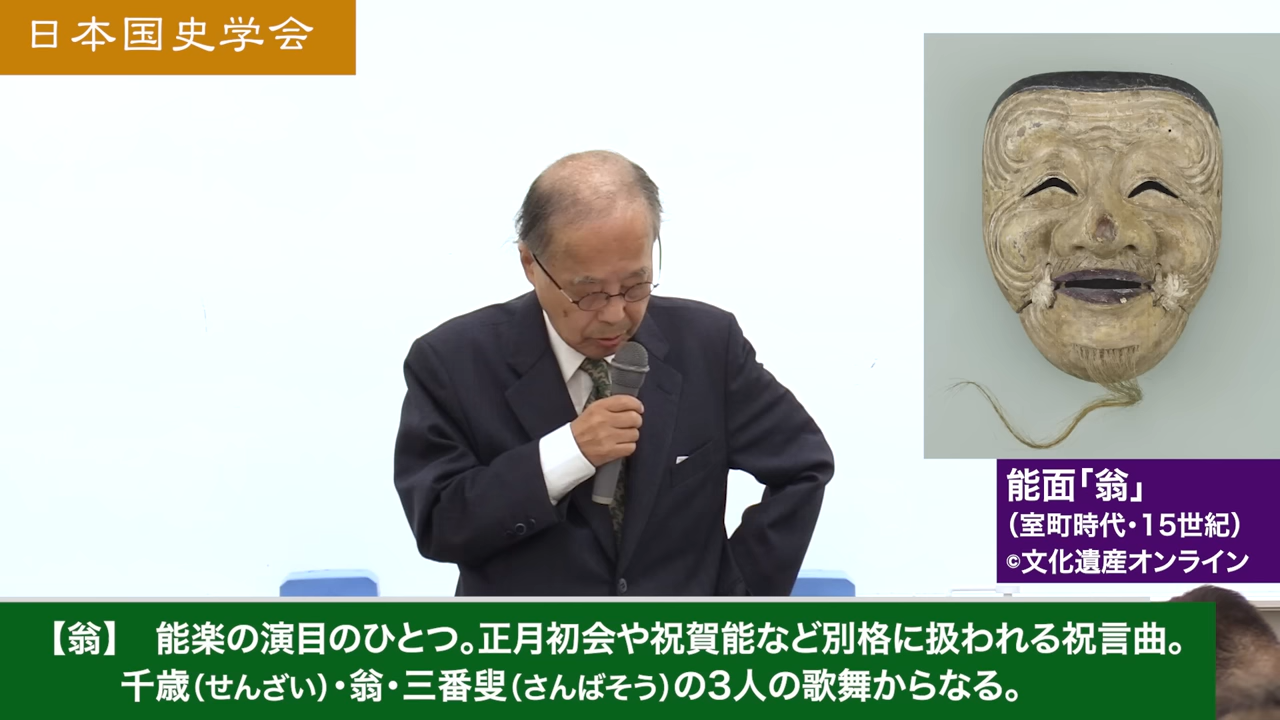 日本国史学会
能面「翁」
（室町時代・15世紀）
©文化遺産オンライン
【翁】　能楽の演目のひとつ。正月初会や祝賀能など別格に扱われる祝言曲。
千歳（せんざい）・翁・三番叟（さんばそう）の3人の歌舞からなる。